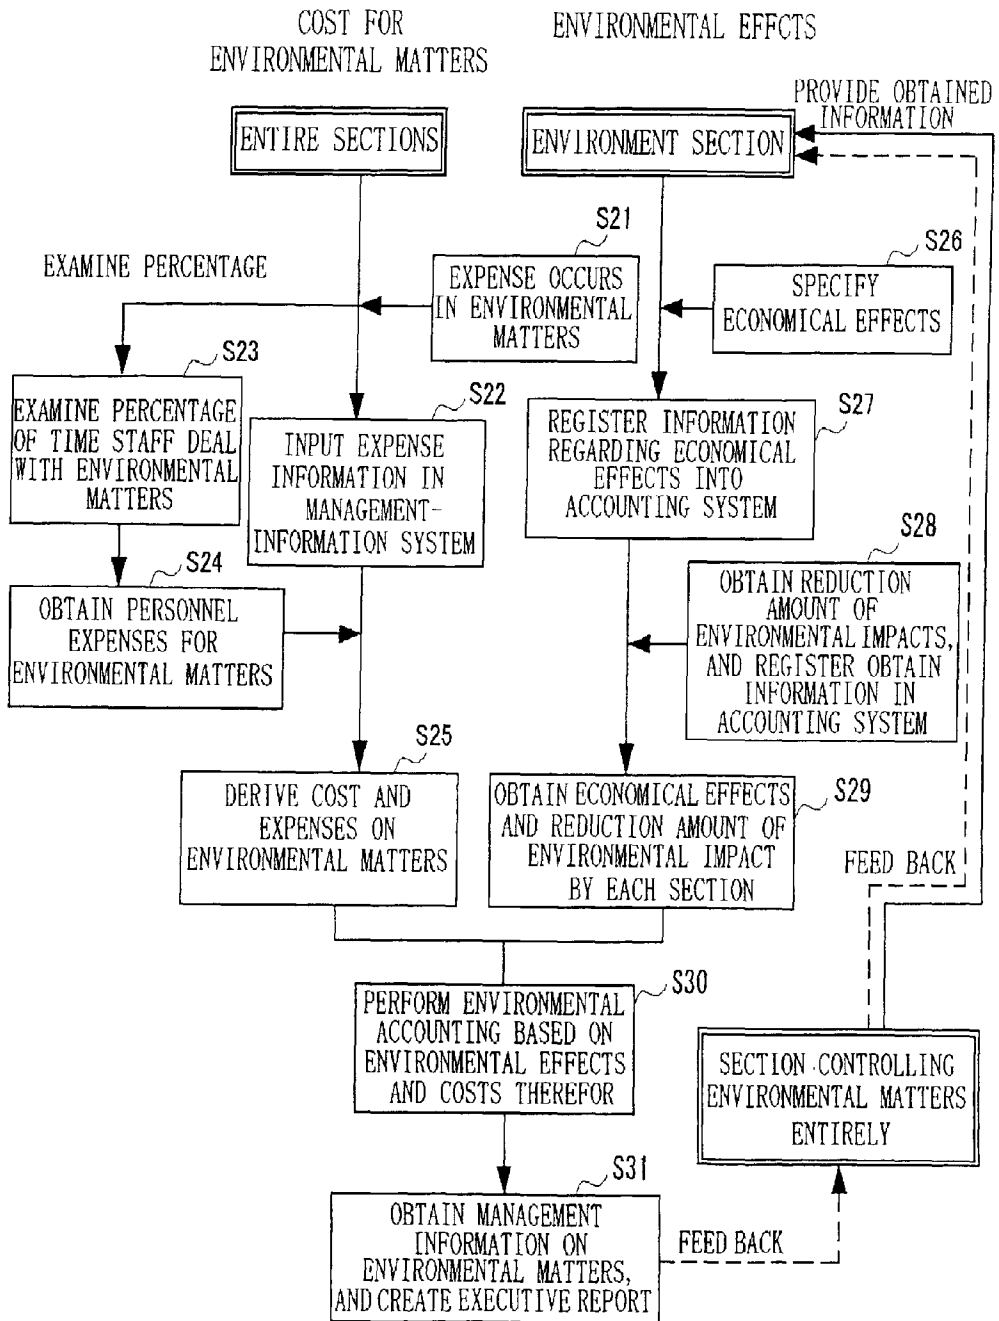 COST FOR
ENVIRONMENTAL MATTERS
ENVIRONMENTAL EFFCTS
PROVIDE OBTAINED
INFORMATION
ENTIRE SECTIONS
ENVIRONMENT SECTION
S21
EXPENSE OCCURS
IN ENVIRONMENTAL
MATTERS
S26
SPECIFY
ECONOMICAL EFFECTS
EXAMINE PERCENTAGE
S23
EXAMINE PERCENTAGE
OF TIME STAFF DEAL
WITH ENVIRONMENTAL
MATTERS
S22
INPUT EXPENSE
INFORMATION IN
MANAGEMENT-
INFORMATION SYSTEM
S27
REGISTER INFORMATION
REGARDING ECONOMICAL
EFFECTS INTO
ACCOUNTING SYSTEM
S24
OBTAIN PERSONNEL
EXPENSES FOR
ENVIRONMENTAL MATTERS
S28
OBTAIN REDUCTION
AMOUNT OF
ENVIRONMENTAL IMPACTS,
AND REGISTER OBTAIN
INFORMATION IN
ACCOUNTING SYSTEM
S25
DERIVE COST AND
EXPENSES ON
ENVIRONMENTAL MATTERS
S29
OBTAIN ECONOMICAL EFFECTS
AND REDUCTION AMOUNT OF
ENVIRONMENTAL IMPACT
BY EACH SECTION
FEED BACK
S30
PERFORM ENVIRONMENTAL
ACCOUNTING BASED ON
ENVIRONMENTAL EFFECTS
AND COSTS THEREFOR
SECTION CONTROLLING
ENVIRONMENTAL MATTERS
ENTIRELY
S31
OBTAIN MANAGEMENT
INFORMATION ON
ENVIRONMENTAL MATTERS,
AND CREATE EXECUTIVE REPORT
FEED BACK